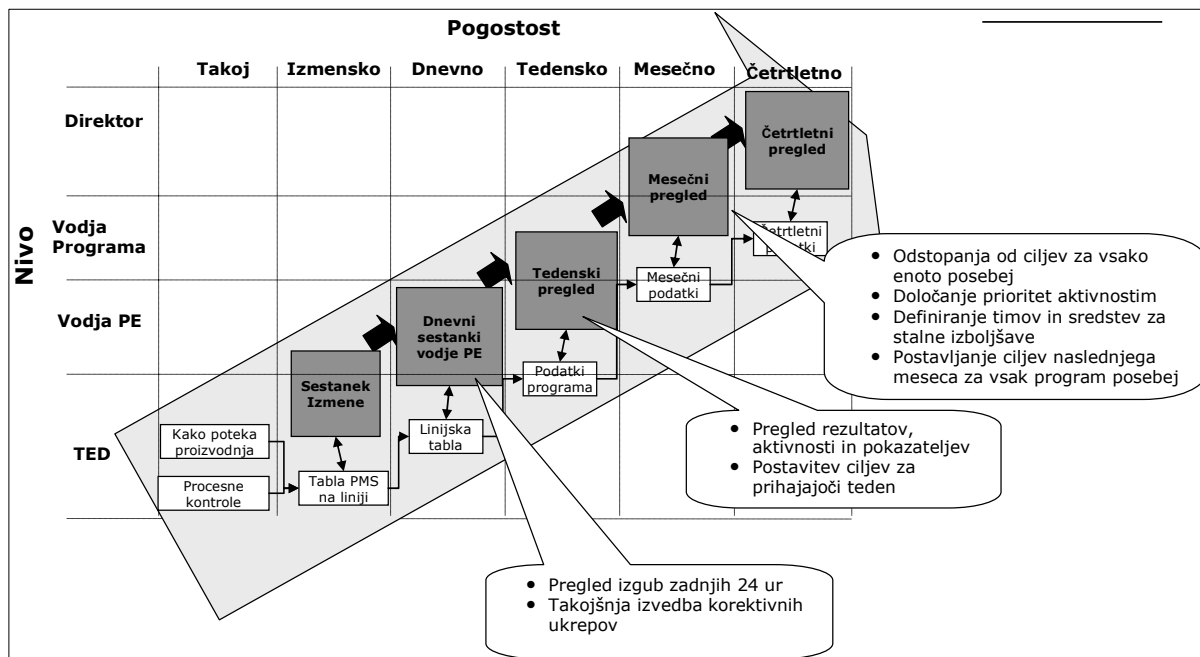 Pogostost
Takoj
Izmensko
Dnevno
Tedensko
Mesečno
Četrtletno
Nivo
Direktor
Vodja
Programa
Vodja PE
TED
Četrtletni
pregled
Mesečni
pregled
Četrtletni
Tedenski
pregled
Mesečni
podatki
Dnevni
sestanki
vodje PE
Podatki
programa
Sestanek
Izmene
Linijska
tabla
Kako poteka
proizvodnja
Procesne
kontrole
Tabla PMS
na liniji
• Odstopanja od ciljev za vsako
enoto posebej
• Določanje prioritet aktivnostim
• Definiranje timov in sredstev za
stalne izboljšave
• Postavljanje ciljev naslednjega
meseca za vsak program posebej
• Pregled rezultatov,
aktivnosti in pokazateljev
• Postavitev ciljev za
prihajajoči teden
• Pregled izgub zadnjih 24 ur
• Takojšnja izvedba korektivnih
ukrepov